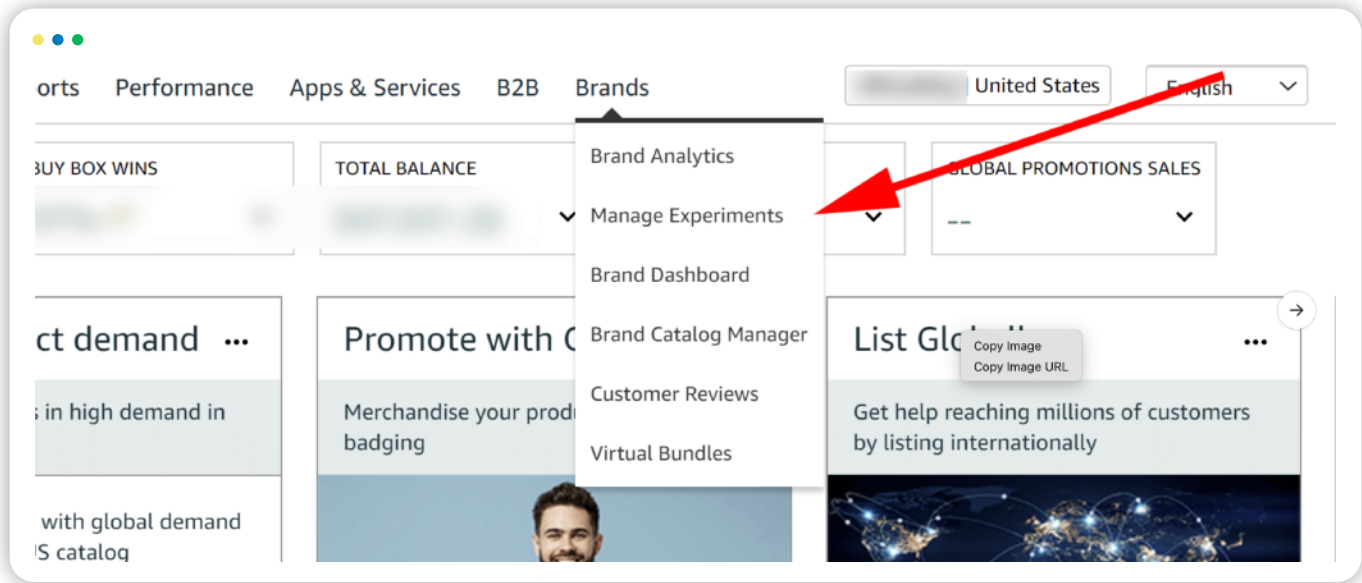 orts Performance Apps & Services B2B Brands United States English
BUY BOX WINS TOTAL BALANCE GLOBAL PROMOTIONS SALES
--
Brand Analytics
Manage Experiments
Brand Dashboard
Brand Catalog Manager
Customer Reviews
Virtual Bundles
ct demand ...
s in high demand in
with global demand
US catalog
Promote with
Merchandise your
badging
List
Get help reaching millions of customers
by listing internationally
...
Copy Image
Copy Image URL